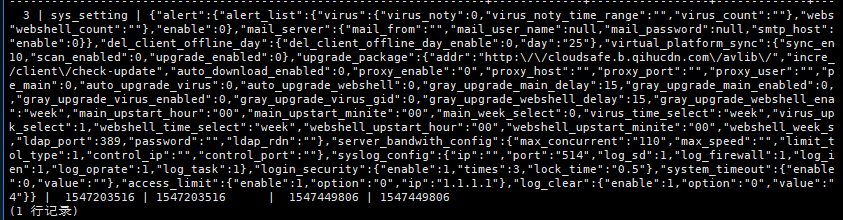 3 | sys_setting | {"alert":{"alert_list":{"virus":{"virus_noty":0,"virus_noty_time_range":"","virus_count":""},"webs
"webshell_count":""},"enable":0},"mail_server":{"mail_from":"","mail_user_name":null,"mail_password":null,"smtp_host":
"enable":0}},"del_client_offline_day":{"del_client_offline_day_enable":0,"day":"25"},"virtual_platform_sync":{"sync_en
10,"scan_enabled":0,"upgrade_enabled":0},"upgrade_package":{"addr":"http:\/\/cloudsafe.b.qihucdn.com\/avlib\/","incre_
/client\/check-update","auto_download_enabled":0,"proxy_enable":"0","proxy_host":"","proxy_port":"","proxy_user":"","p
pe_main":0,"auto_upgrade_virus":0,"auto_upgrade_webshell":0,"gray_upgrade_main_delay":15,"gray_upgrade_main_enabled":0,
,"gray_upgrade_virus_enabled":0,"gray_upgrade_virus_gid":0,"gray_upgrade_webshell_delay":15,"gray_upgrade_webshell_ena
":"week","main_upstart_hour":"00","main_upstart_minite":"00","main_week_select":0,"virus_time_select":"week","virus_up
k_select":1,"webshell_time_select":"week","webshell_upstart_hour":"00","webshell_upstart_minite":"00","webshell_week_s
,"ldap_port":389,"password":"","ldap_rdn":""},"server_bandwith_config":{"max_concurrent":"110","max_speed":"","limit_t
ol_type":1,"control_ip":"","control_port":""},"syslog_config":{"ip":"","port":"514","log_sd":1,"log_firewall":1,"log_i
en":1,"log_oprate":1,"log_task":1},"login_security":{"enable":1,"times":3,"lock_time":"0.5"},"system_timeout":{"enable
":0,"value":""},"access_limit":{"enable":1,"option":"0","ip":"1.1.1.1"},"log_clear":{"enable":1,"option":"0","value":"
4"}} | 1547203516 | 1547203516 | 1547449806 | 1547449806
(1 行记录)